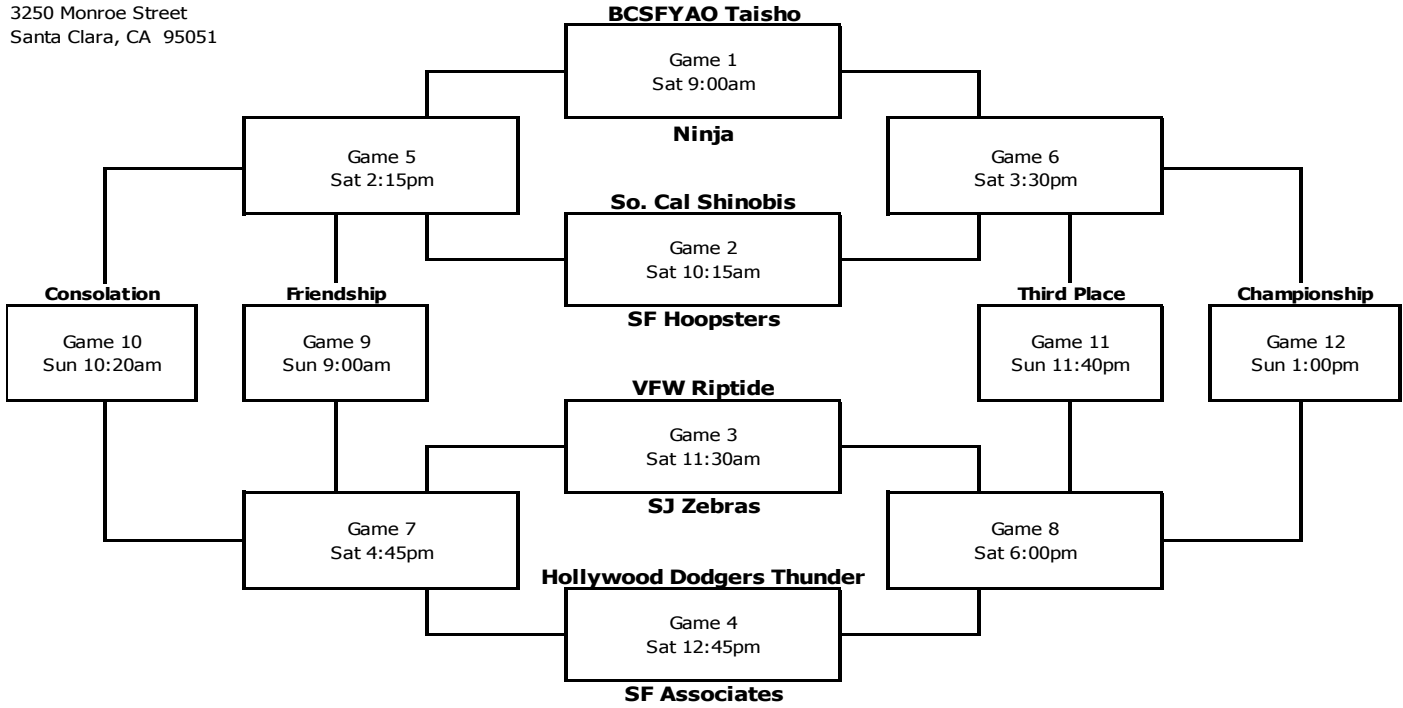 3250 Monroe Street
Santa Clara, CA 95051
BCSFYAO Taisho
Game 1
Sat 9:00am
Ninja
Game 5
Sat 2:15pm
Game 6
Sat 3:30pm
So. Cal Shinobis
Game 2
Sat 10:15am
SF Hoopsters
Consolation
Game 10
Sun 10:20am
Friendship
Game 9
Sun 9:00am
Third Place
Game 11
Sun 11:40pm
Championship
Game 12
Sun 1:00pm
VFW Riptide
Game 3
Sat 11:30am
SJ Zebras
Game 7
Sat 4:45pm
Game 8
Sat 6:00pm
Hollywood Dodgers Thunder
Game 4
Sat 12:45pm
SF Associates